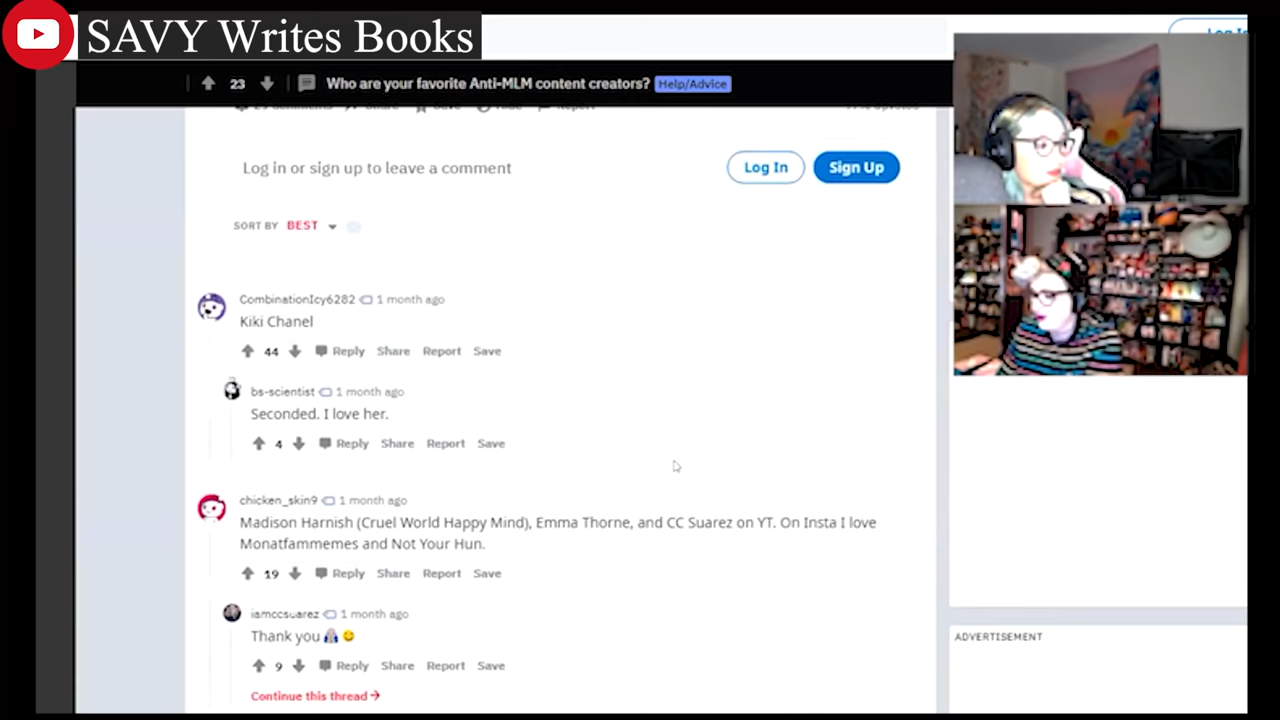 SAVY Writes Books
Log In
23 Who are your favorite Anti-MLM content creators? Help/Advice
Log in or sign up to leave a comment
Log In Sign Up
SORT BY BEST
CombinationIcy6282 1 month ago
Kiki Chanel
44 Reply Share Report Save
bs-scientist 1 month ago
Seconded. I love her.
4 Reply Share Report Save
chicken_skin9 1 month ago
Madison Harnish (Cruel World Happy Mind), Emma Thorne, and CC Suarez on YT. On Insta I love
Monatfammemes and Not Your Hun.
19 Reply Share Report Save
iamccsuarez 1 month ago
Thank you
9 Reply Share Report Save
Continue this thread
ADVERTISEMENT